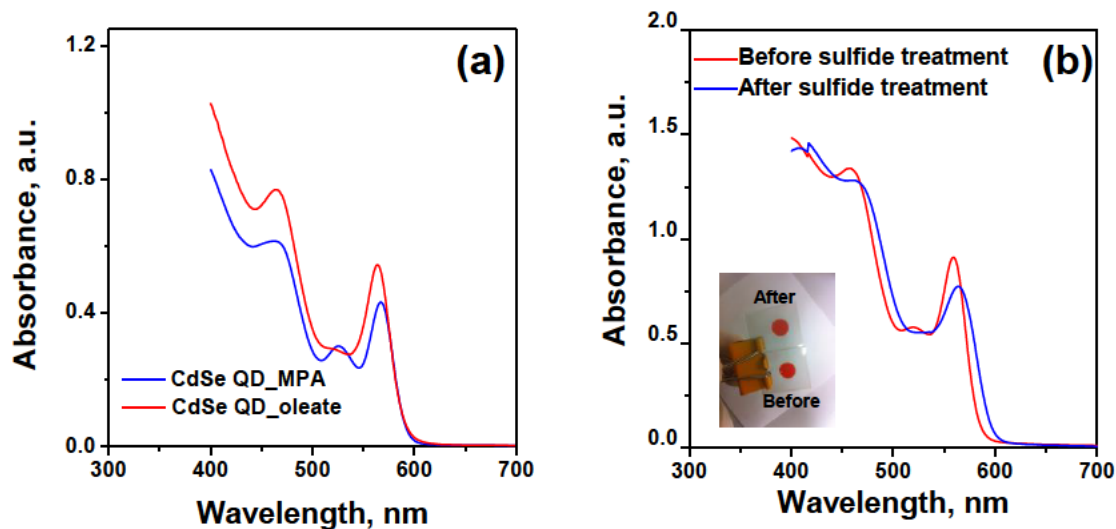 (a)
1.2
0.8
0.4
0.0
Absorbance, a.u.
CdSe QD_MPA
CdSe QD_oleate
300 400 500 600 700
Wavelength, nm
(b)
Before sulfide treatment
After sulfide treatment
2.0
1.5
1.0
0.5
0.0
Absorbance, a.u.
After
Before
300 400 500 600 700
Wavelength, nm